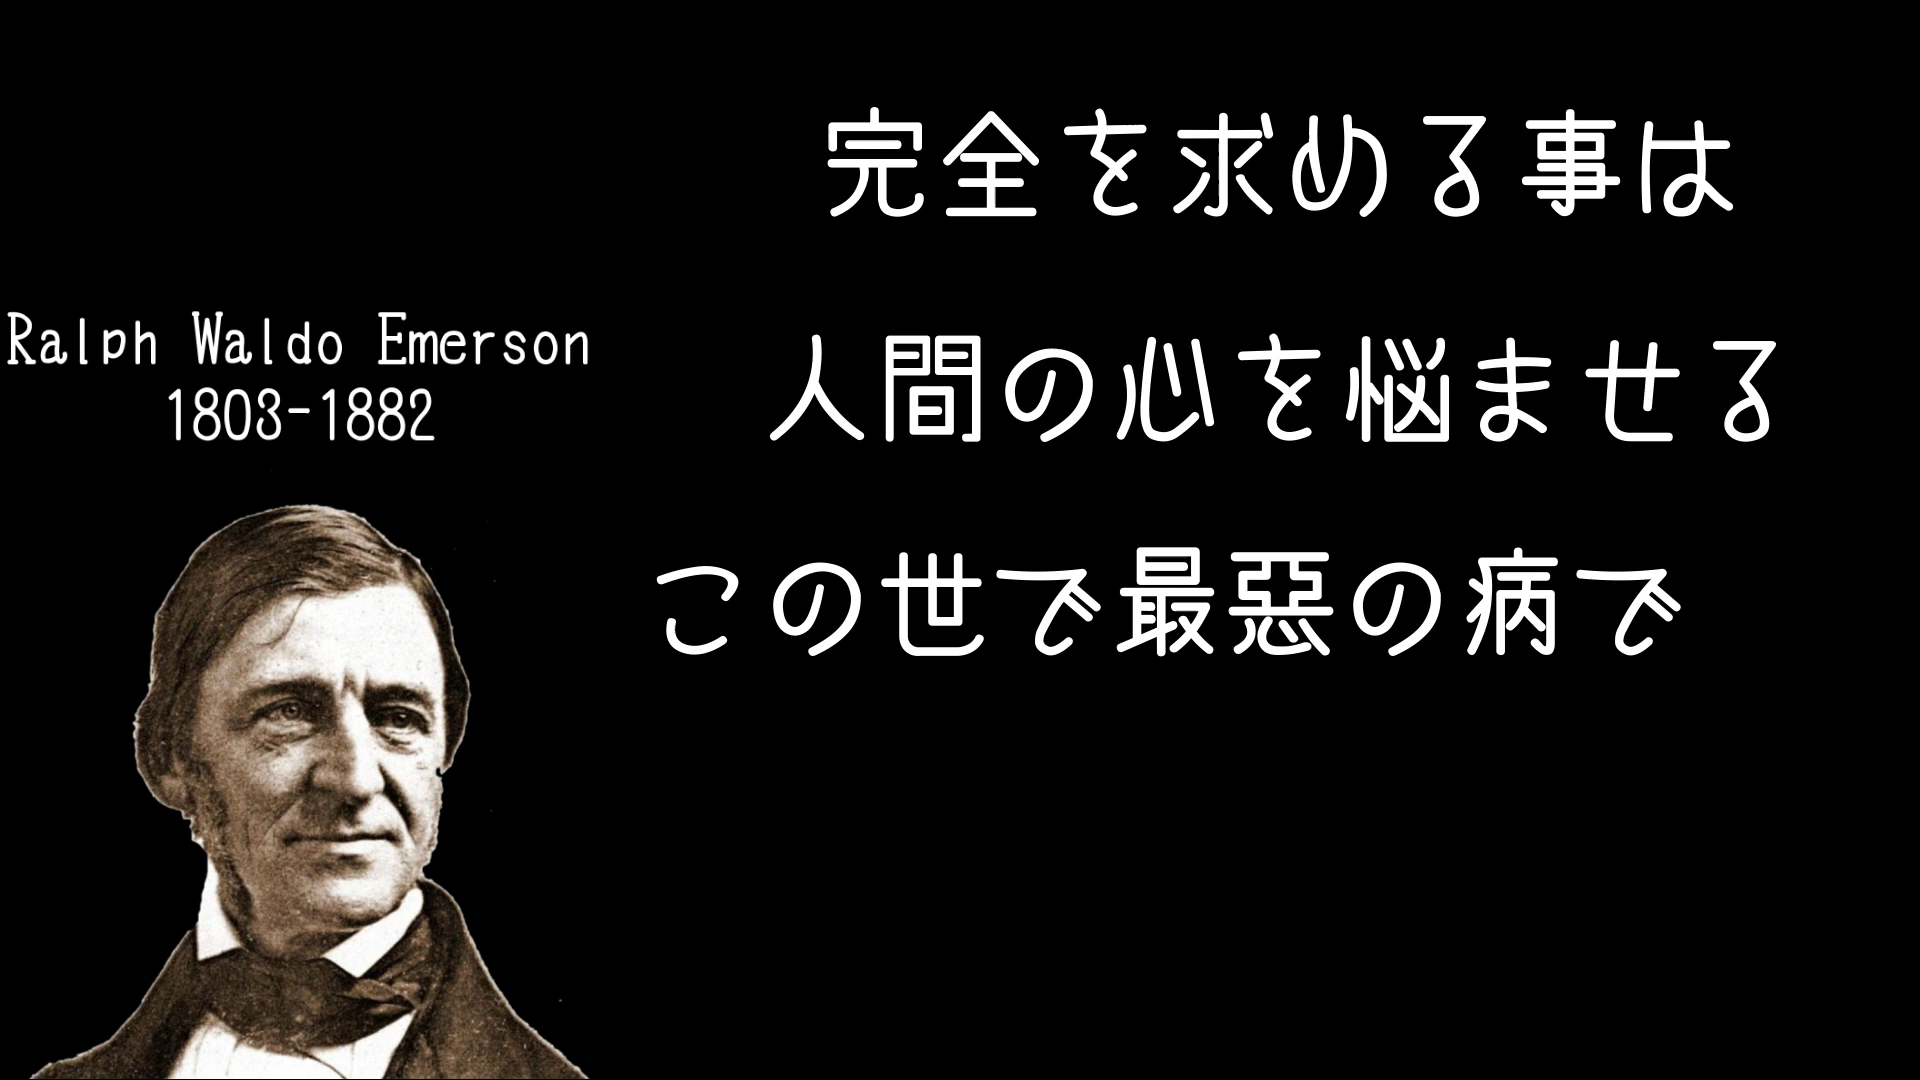 Ralph Waldo Emerson
1803-1882
完全を求める事は
人間の心を悩ませる
この世で最惡の病で